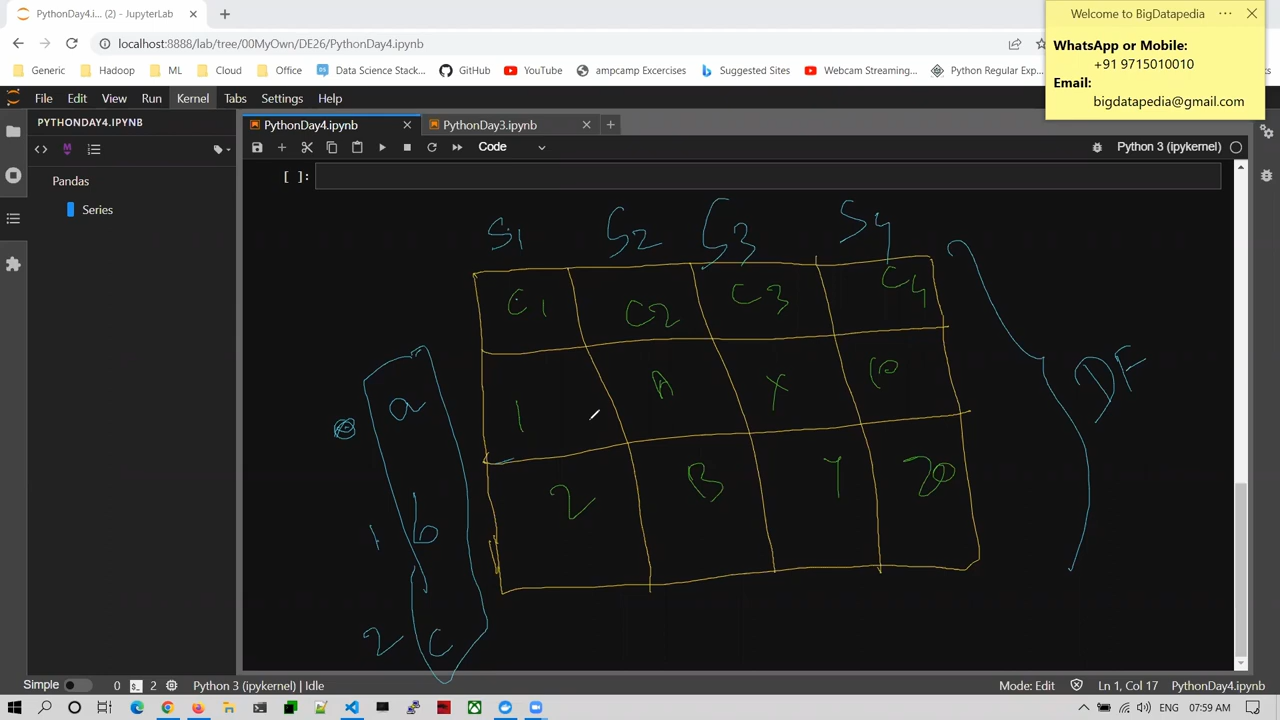 PythonDay4.i... (2) - JupyterLab
Welcome to BigDatapedia
localhost:8888/lab/tree/00MyOwn/DE26/PythonDay4.ipynb
WhatsApp or Mobile:
+91 9715010010
Email:
bigdatapedia@gmail.com
Generic Hadoop ML Cloud Office Data Science Stack... GitHub YouTube ampcamp Excercises Suggested Sites Webcam Streaming... Python Regular Exp...
File Edit View Run Kernel Tabs Settings Help
PYTHONDAY4.IPYNB
PythonDay4.ipynb PythonDay3.ipynb
Code Python 3 (ipykernel)
Pandas
Series
[ ]:
S1 S2 S3 S4
C1 C2 C3 C4
DF
a 1 A X 10
1 b 2 B Y 20
2 c
Simple 0 2 Python 3 (ipykernel) | Idle Mode: Edit Ln 1, Col 17 PythonDay4.ipynb
ENG 07:59 AM